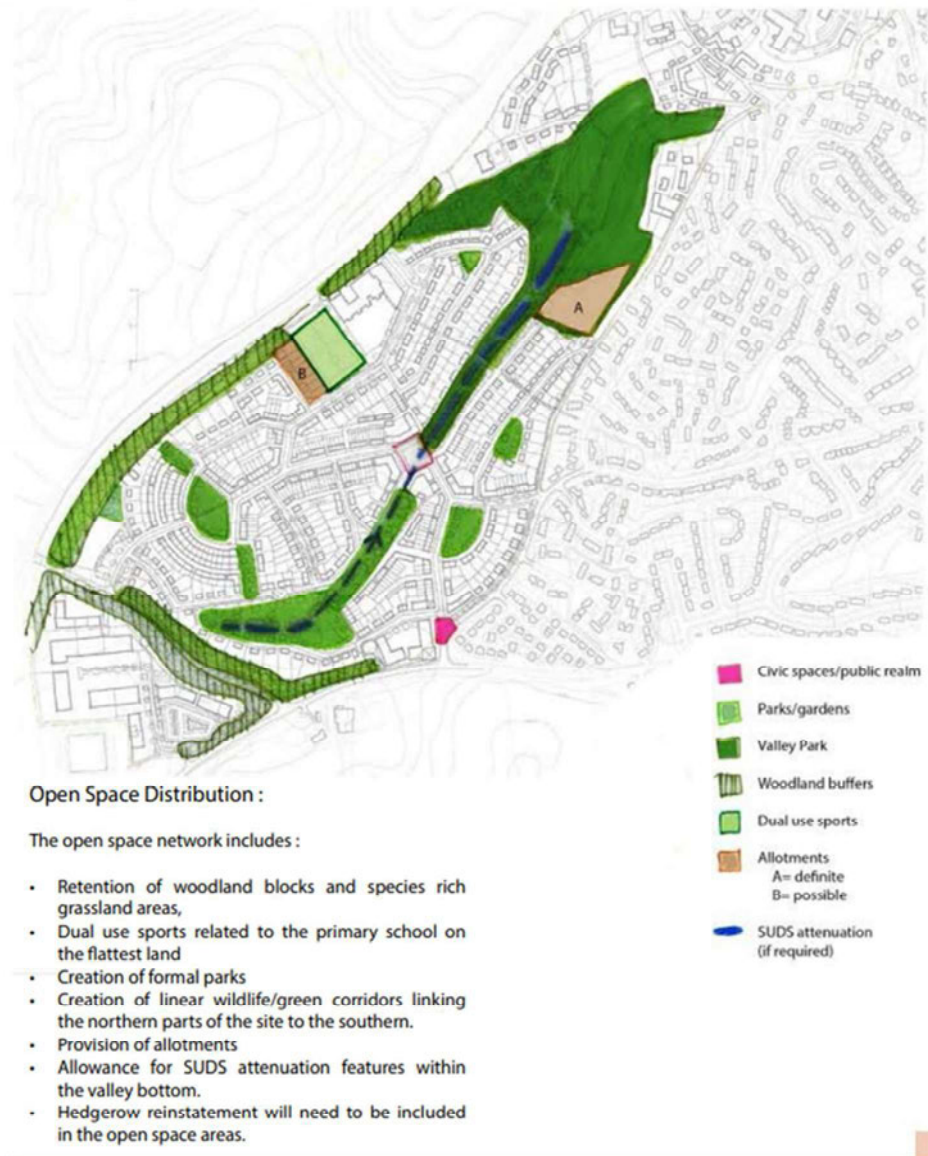 A
B
Civic spaces/public realm
Parks/gardens
Valley Park
Woodland buffers
Dual use sports
Allotments
A= definite
B= possible
SUDS attenuation
(if required)
Open Space Distribution :
The open space network includes :
• Retention of woodland blocks and species rich
grassland areas,
• Dual use sports related to the primary school on
the flattest land
• Creation of formal parks
• Creation of linear wildlife/green corridors linking
the northern parts of the site to the southern.
• Provision of allotments
• Allowance for SUDS attenuation features within
the valley bottom.
- Hedgerow reinstatement will need to be included
in the open space areas.